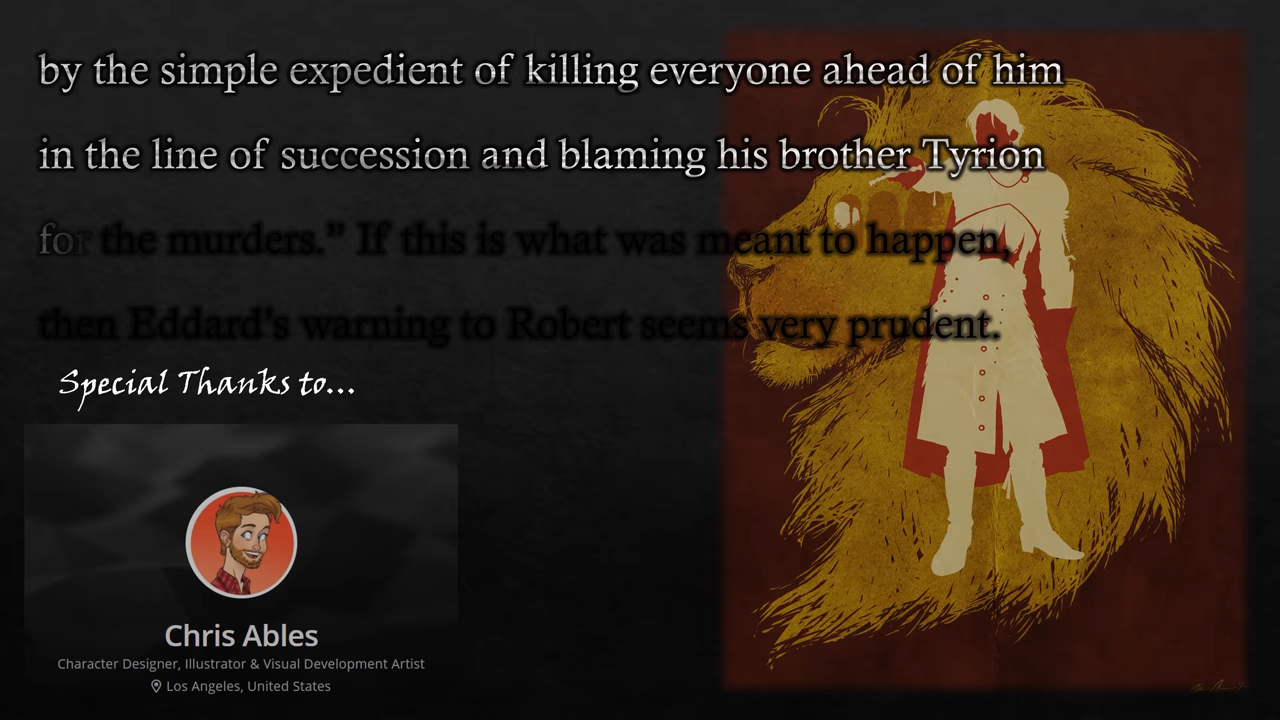 by the simple expedient of killing everyone ahead of him
in the line of succession and blaming his brother Tyrion
for the murders.” If this is what was meant to happen,
then Eddard's warning to Robert seems very prudent.
Special Thanks to...
Chris Ables
Character Designer, Illustrator & Visual Development Artist
Los Angeles, United States